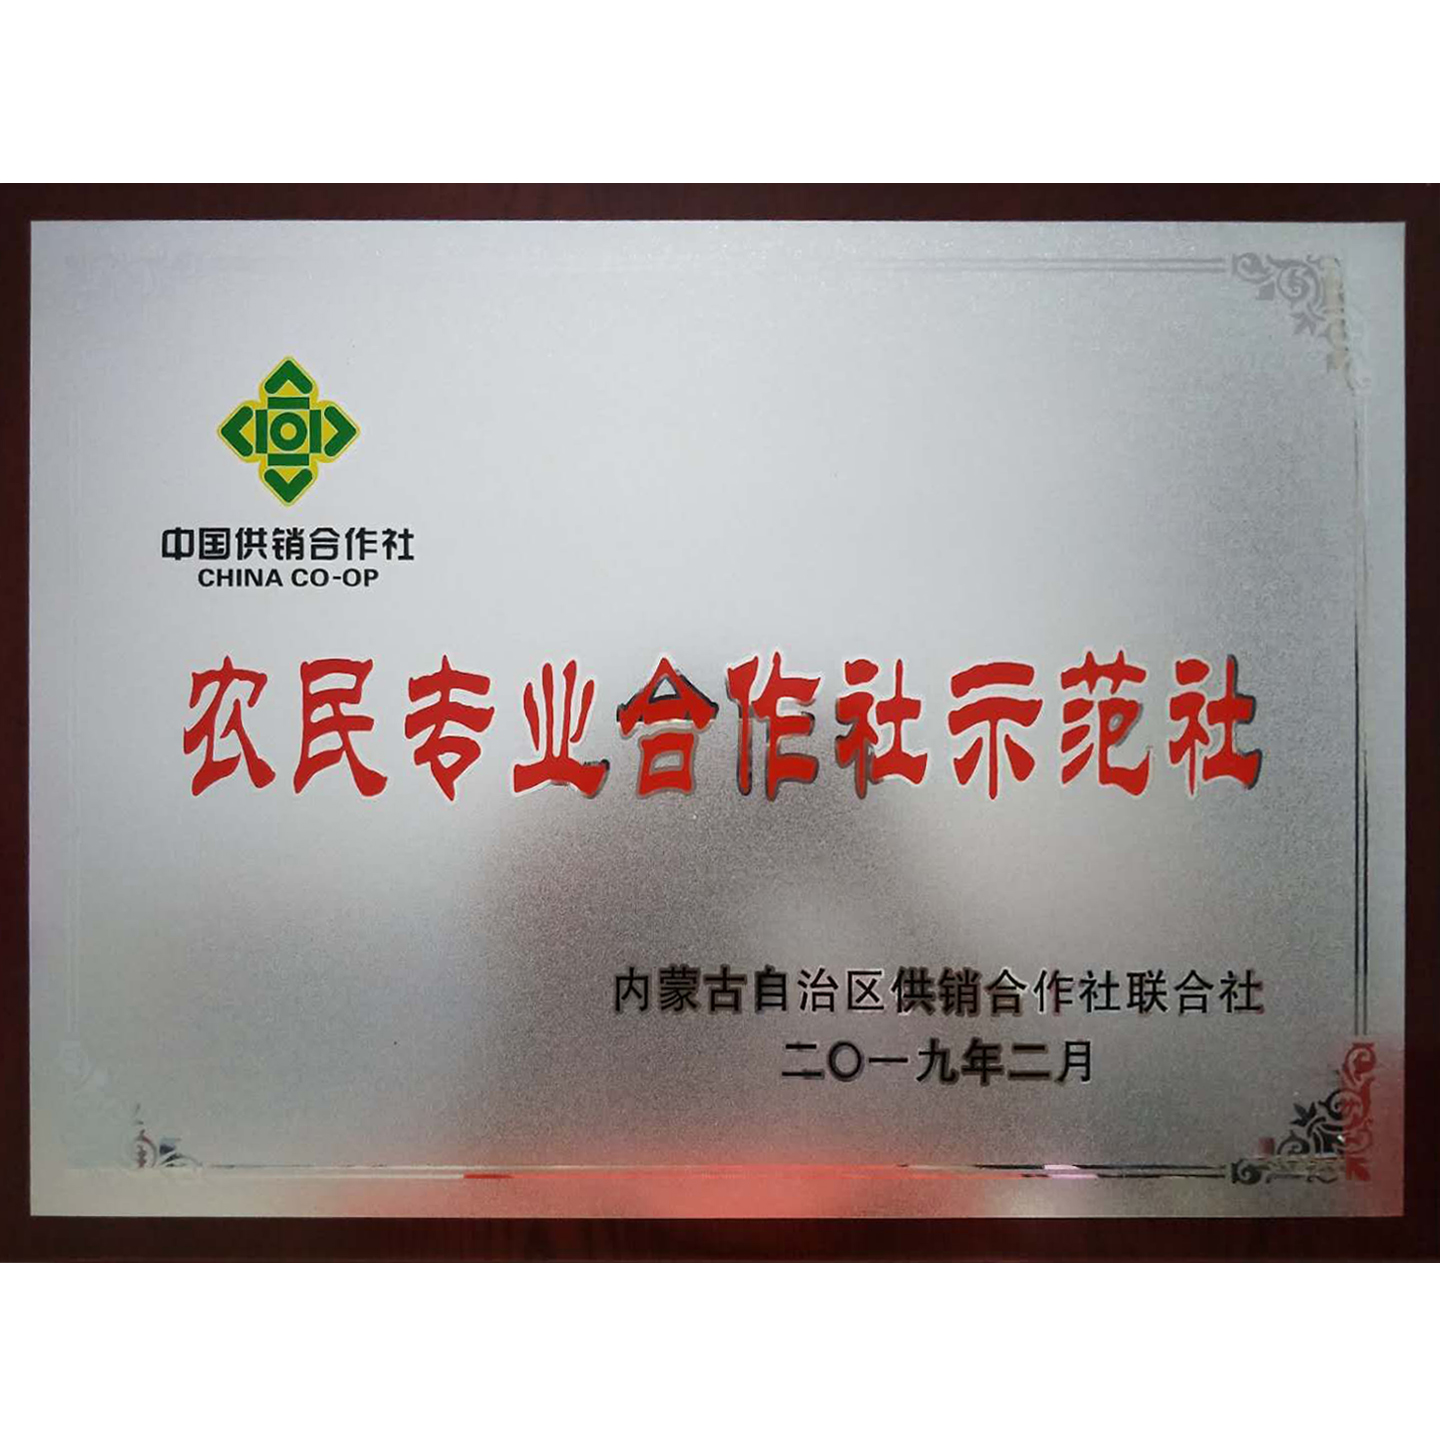 中国供销合作社
CHINA CO-OP
农民专业合作社示范社
内蒙古自治区供销合作社联合社
二〇一九年二月